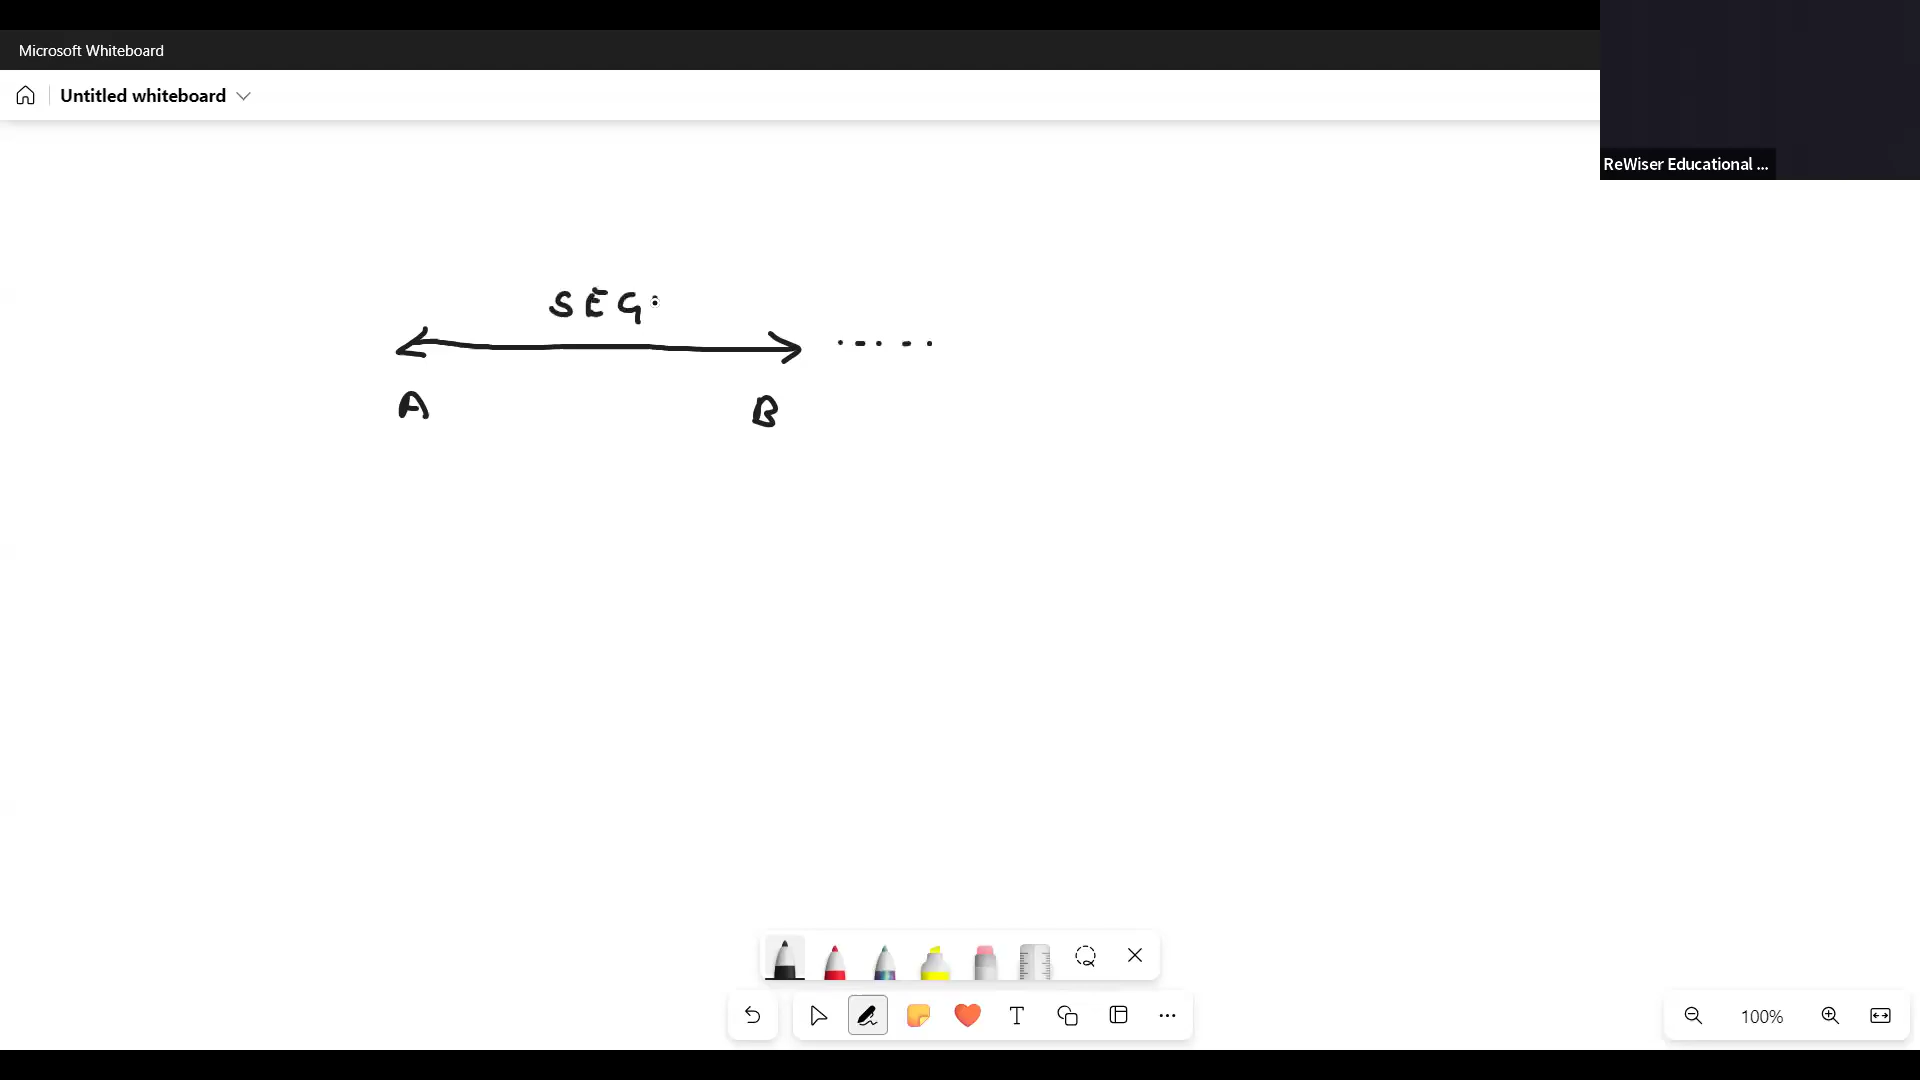 Microsoft Whiteboard
Untitled whiteboard
ReWiser Educational ...
SEG
.....
A B
100%